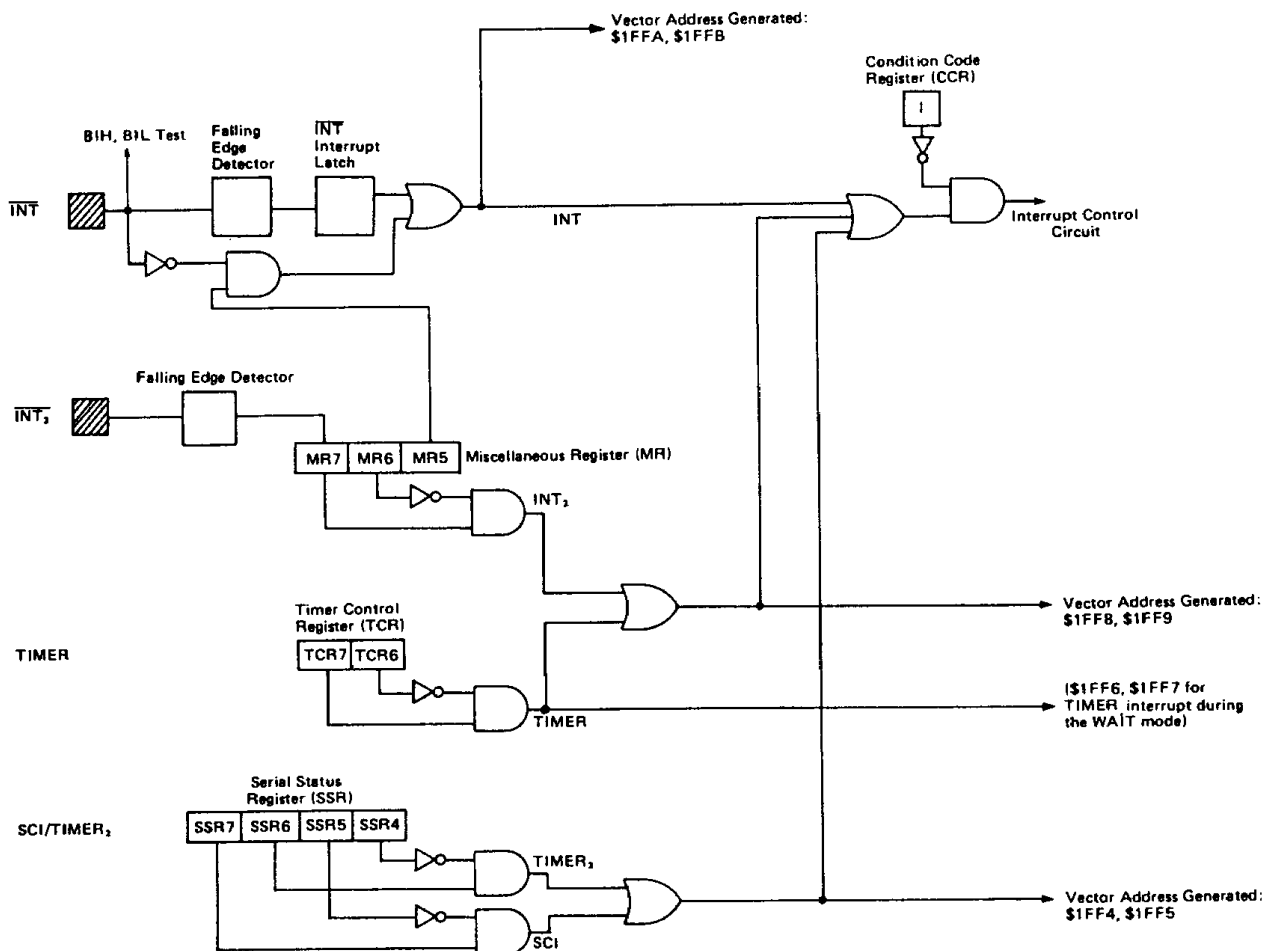 Vector Address Generated:
$1FFA, $1FFB
Condition Code
Register (CCR)
I
BIH, BIL Test
Falling
Edge
Detector
INT
Interrupt
Latch
INT
INT
Interrupt Control
Circuit
Falling Edge Detector
INT₂
MR7 MR6 MR5
Miscellaneous Register (MR)
INT₂
Timer Control
Register (TCR)
TIMER
TCR7 TCR6
TIMER
Vector Address Generated:
$1FF8, $1FF9
($1FF6, $1FF7 for
TIMER interrupt during
the WAIT mode)
Serial Status
Register (SSR)
SCI/TIMER₂
SSR7 SSR6 SSR5 SSR4
TIMER₂
SCI
Vector Address Generated:
$1FF4, $1FF5